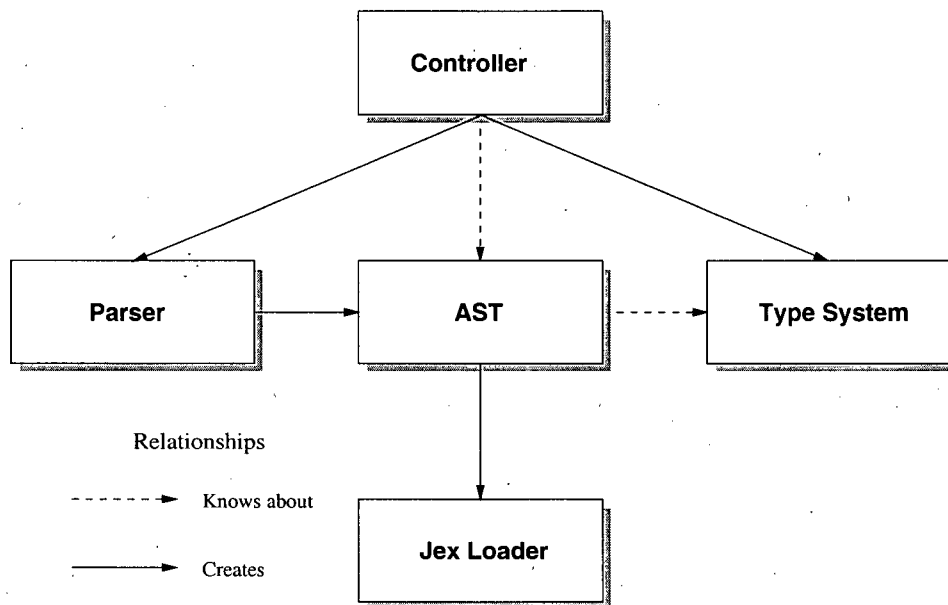 Controller
Parser
AST
Type System
Relationships
Knows about
Jex Loader
Creates